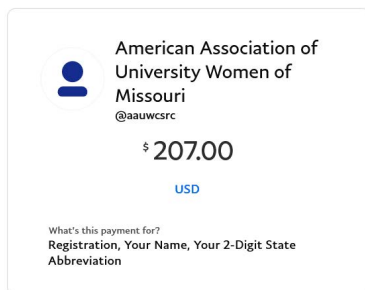 American Association of
University Women of
Missouri
@aauwcsrc
$ 207.00
USD
What's this payment for?
Registration, Your Name, Your 2-Digit State
Abbreviation